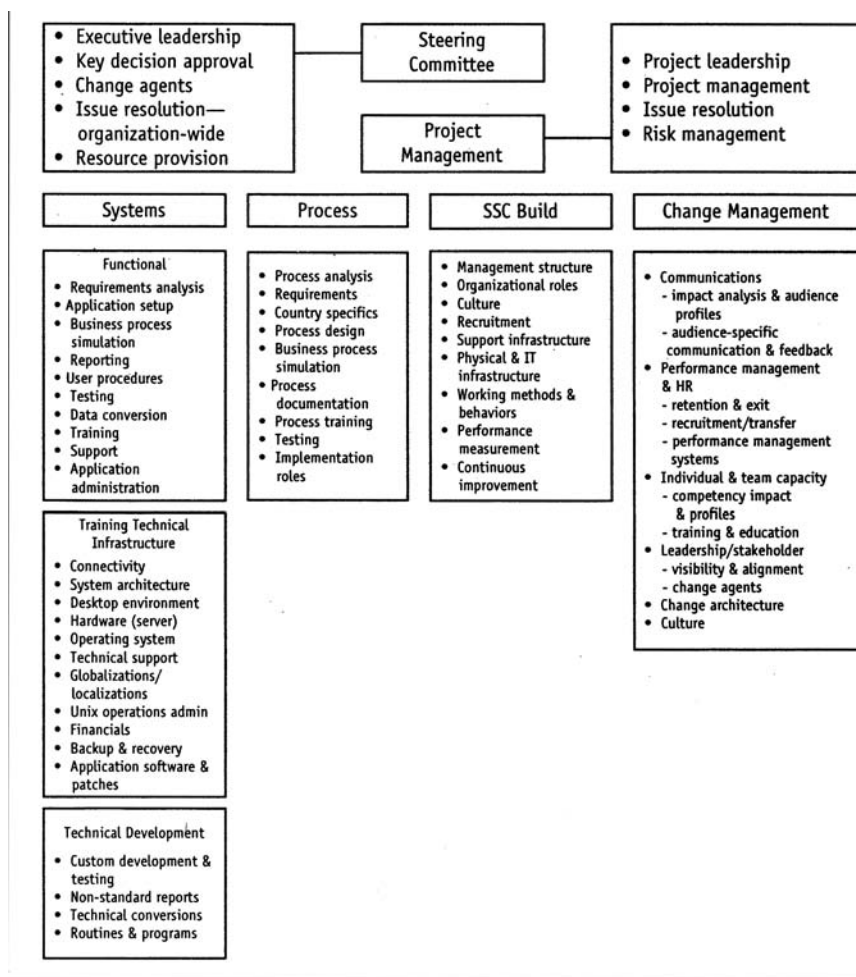 • Executive leadership
• Key decision approval
• Change agents
• Issue resolution—
organization-wide
• Resource provision
Steering
Committee
Project
Management
• Project leadership
• Project management
• Issue resolution
• Risk management
Systems
Functional
• Requirements analysis
• Application setup
• Business process
simulation
• Reporting
• User procedures
• Testing
• Data conversion
• Training
• Support
• Application
administration
Training Technical
Infrastructure
• Connectivity
• System architecture
• Desktop environment
• Hardware (server)
• Operating system
• Technical support
• Globalizations/
localizations
• Unix operations admin
• Financials
• Backup & recovery
• Application software &
patches
Technical Development
• Custom development &
testing
• Non-standard reports
• Technical conversions
• Routines & programs
Process
• Process analysis
• Requirements
• Country specifics
• Process design
• Business process
simulation
• Process
documentation
• Process training
• Testing
• Implementation
roles
SSC Build
• Management structure
• Organizational roles
• Culture
• Recruitment
• Support infrastructure
• Physical & IT
infrastructure
• Working methods &
behaviors
• Performance
measurement
• Continuous
improvement
Change Management
• Communications
- impact analysis & audience
profiles
- audience-specific
communication & feedback
• Performance management
& HR
- retention & exit
- recruitment/transfer
- performance management
systems
• Individual & team capacity
- competency impact
& profiles
- training & education
• Leadership/stakeholder
- visibility & alignment
- change agents
• Change architecture
• Culture